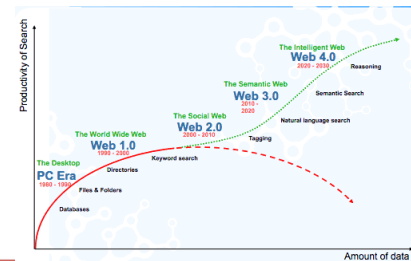 Productivity of Search
The Intelligent Web
Web 4.0
2020 - 2030
Reasoning
The Semantic Web
Web 3.0
2010 -
2020
Semantic Search
Natural language search
The Social Web
Web 2.0
2000 - 2010
Tagging
The World Wide Web
Web 1.0
1990 - 2000
Keyword search
Directories
The Desktop
PC Era
1980 - 1990
Files & Folders
Databases
Amount of data